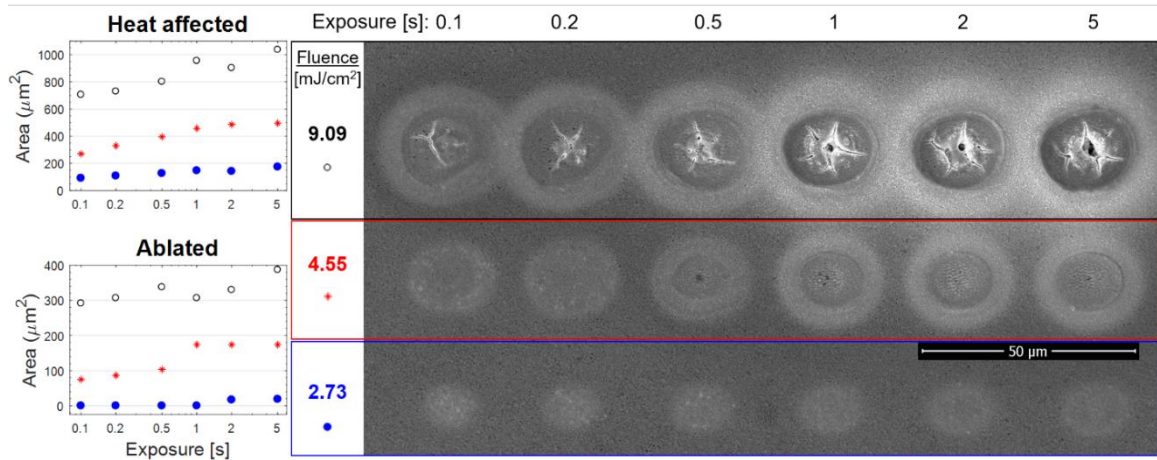 Heat affected
Area (μm²)
1000
800
600
400
200
0
0.1 0.2 0.5 1 2 5
Ablated
Area (μm²)
400
300
200
100
0
0.1 0.2 0.5 1 2 5
Exposure [s]
Exposure [s]: 0.1 0.2 0.5 1 2 5
Fluence
[mJ/cm²]
9.09
4.55
2.73
50 μm